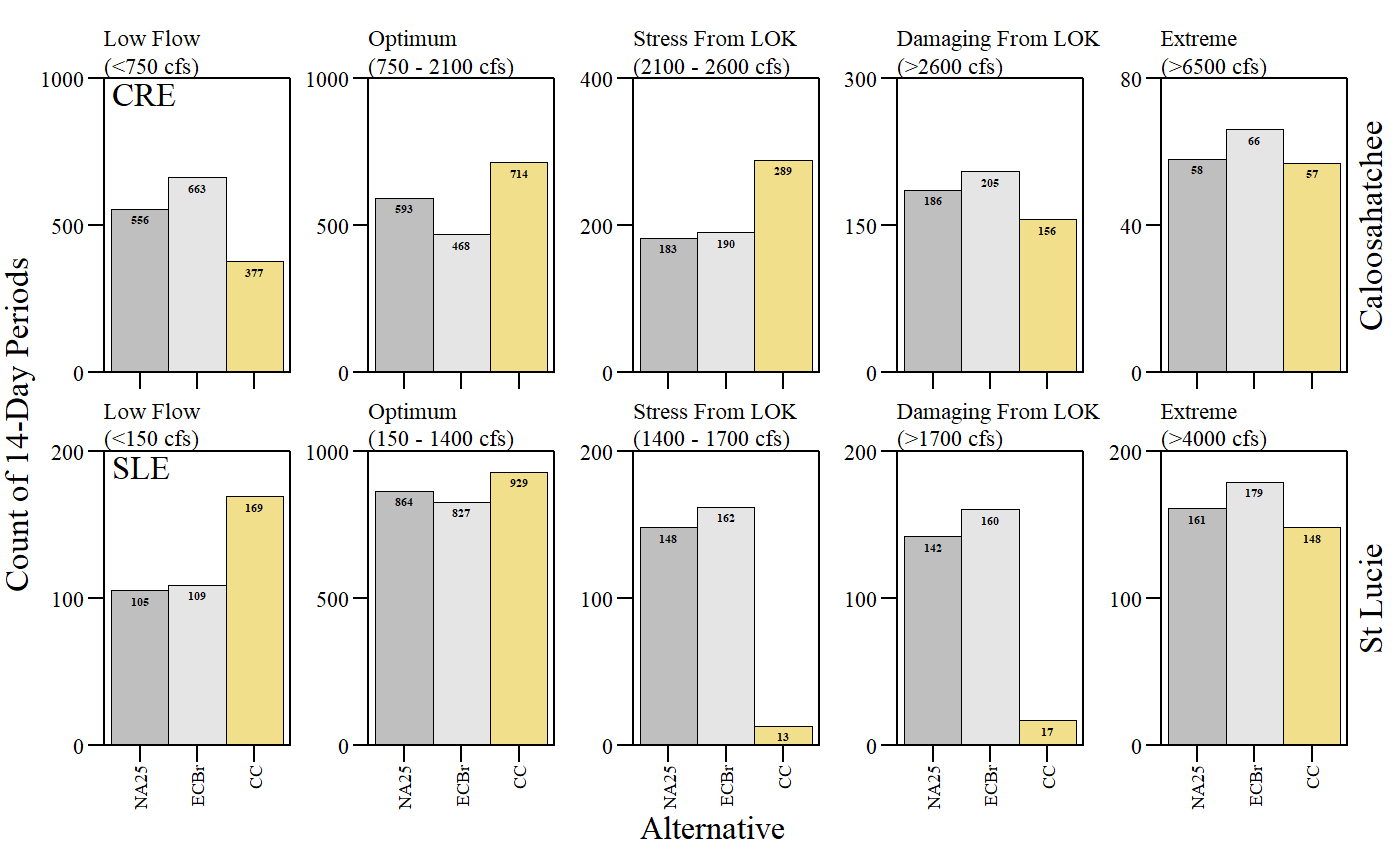 Low Flow
(<750 cfs)
Optimum
(750 - 2100 cfs)
Stress From LOK
(2100 - 2600 cfs)
Damaging From LOK
(>2600 cfs)
Extreme
(>6500 cfs)
1000
500
0
CRE
556
663
377
1000
500
0
593
468
714
400
200
0
183
190
289
300
150
0
186
205
156
80
40
0
58
66
57
Caloosahatchee
Count of 14-Day Periods
Low Flow
(<150 cfs)
Optimum
(150 - 1400 cfs)
Stress From LOK
(1400 - 1700 cfs)
Damaging From LOK
(>1700 cfs)
Extreme
(>4000 cfs)
200
100
0
SLE
105
109
169
1000
500
0
864
827
929
200
100
0
148
162
13
200
100
0
142
160
17
200
100
0
161
179
148
St Lucie
NA25
ECBr
CC
NA25
ECBr
CC
NA25
ECBr
CC
NA25
ECBr
CC
NA25
ECBr
CC
Alternative